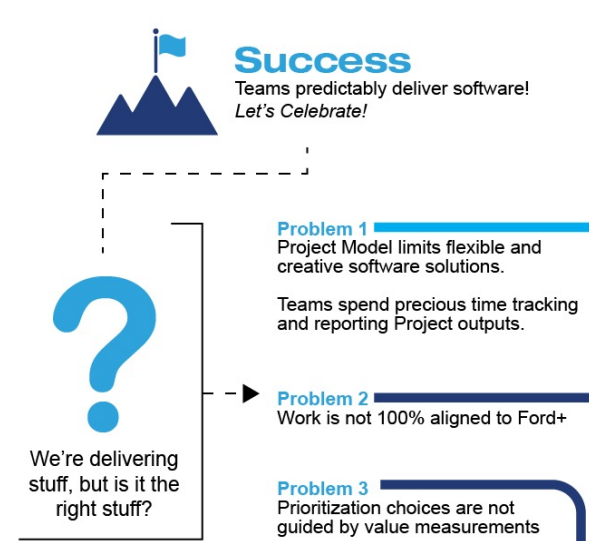 Success
Teams predictably deliver software!
Let's Celebrate!
Problem 1
Project Model limits flexible and
creative software solutions.
Teams spend precious time tracking
and reporting Project outputs.
?
We're delivering
stuff, but is it the
right stuff?
Problem 2
Work is not 100% aligned to Ford+
Problem 3
Prioritization choices are not
guided by value measurements